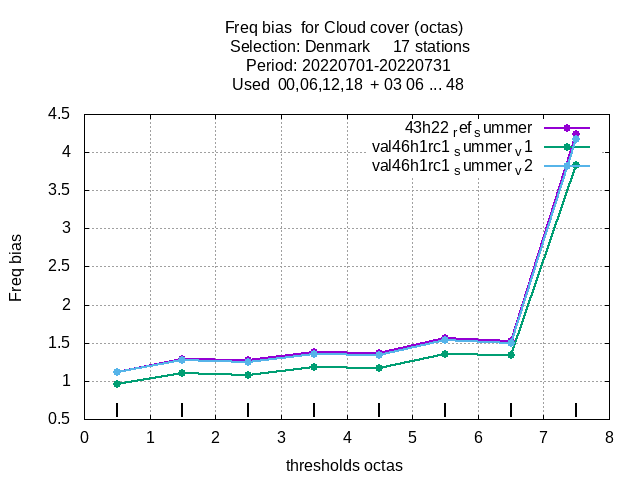 Freq bias  for Cloud cover (octas)
Selection: Denmark     17 stations
Period: 20220701-20220731
Used  00,06,12,18  + 03 06 ... 48
43h22 ref summer
val46h1rc1 summer v1
val46h1rc1 summer v2
4.5
4
3.5
3
2.5
2
1.5
1
0.5
Freq bias
0 1 2 3 4 5 6 7 8
thresholds octas